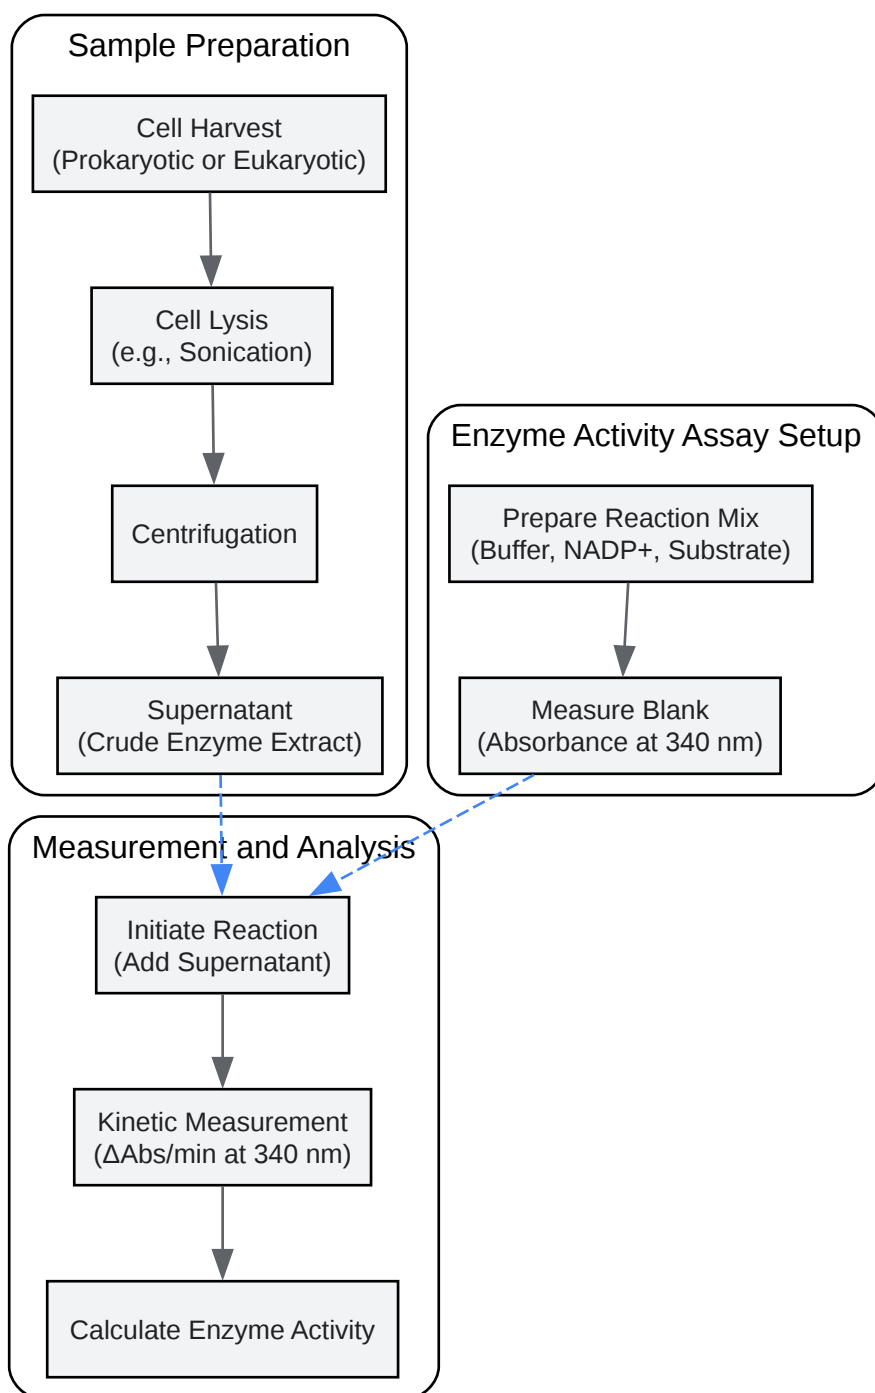 Sample Preparation
Cell Harvest
(Prokaryotic or Eukaryotic)
Cell Lysis
(e.g., Sonication)
Centrifugation
Supernatant
(Crude Enzyme Extract)
Enzyme Activity Assay Setup
Prepare Reaction Mix
(Buffer, NADP+, Substrate)
Measure Blank
(Absorbance at 340 nm)
Measurement and Analysis
Initiate Reaction
(Add Supernatant)
Kinetic Measurement
(ΔAbs/min at 340 nm)
Calculate Enzyme Activity